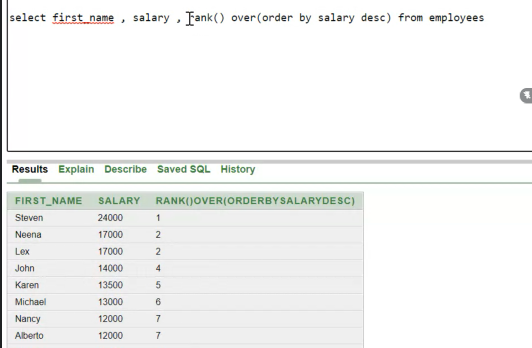 select first_name , salary , rank() over(order by salary desc) from employees
Results Explain Describe Saved SQL History
FIRST_NAME SALARY RANK()OVER(ORDERBYSALARYDESC)
Steven 24000 1
Neena 17000 2
Lex 17000 2
John 14000 4
Karen 13500 5
Michael 13000 6
Nancy 12000 7
Alberto 12000 7